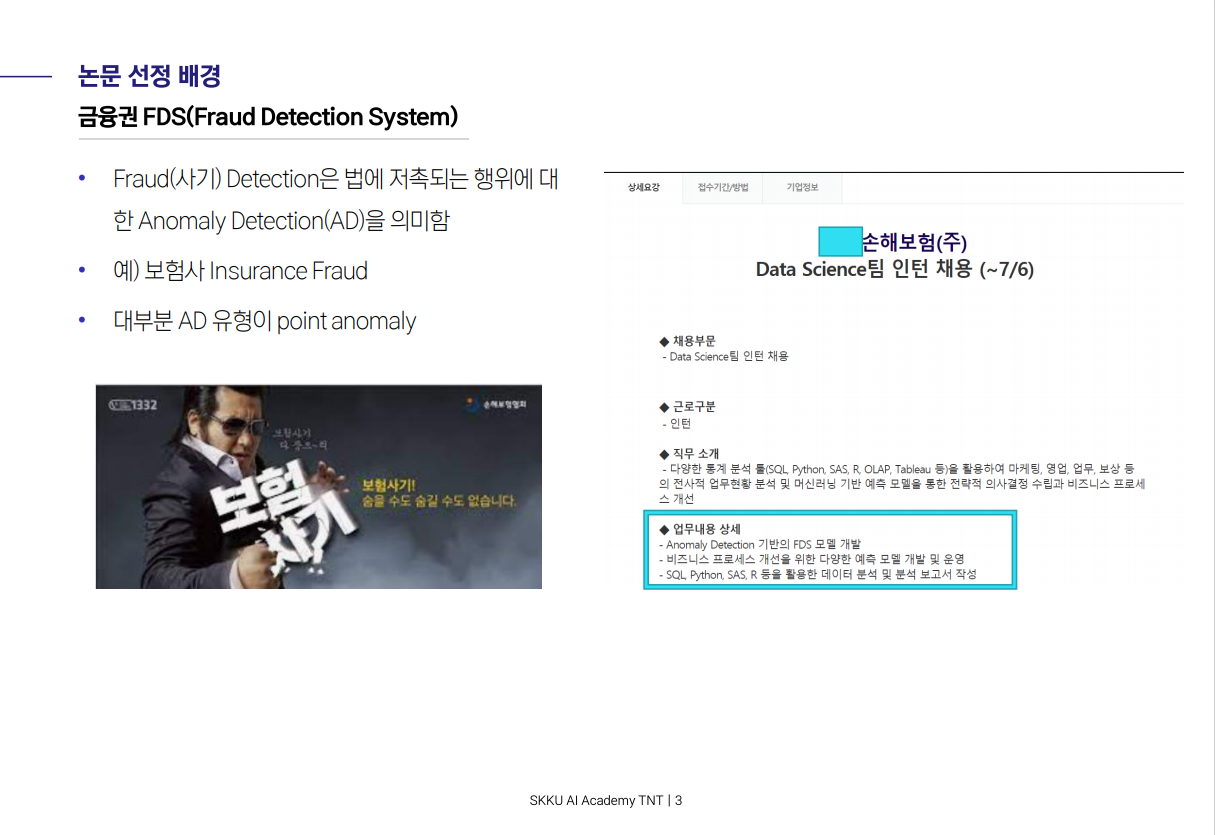 논문 선정 배경
금융권 FDS(Fraud Detection System)
• Fraud(사기) Detection은 법에 저촉되는 행위에 대
한 Anomaly Detection(AD)을 의미함
• 예) 보험사 Insurance Fraud
• 대부분 AD 유형이 point anomaly
1332
손해보험협회
보험사기
다 중
보험
사기
보험사기!
숨을 수도 숨길 수도 없습니다.
상세요강
접수기간/방법
기업정보
손해보험(주)
Data Science팀 인턴 채용 (~7/6)
◆ 채용부문
- Data Science팀 인턴 채용
◆ 근로구분
- 인턴
◆ 직무 소개
- 다양한 통계 분석 툴(SQL, Python, SAS, R, OLAP, Tableau 등)을 활용하여 마케팅, 영업, 업무, 보상 등
의 전사적 업무현황 분석 및 머신러닝 기반 예측 모델을 통한 전략적 의사결정 수립과 비즈니스 프로세
스 개선
◆ 업무내용 상세
- Anomaly Detection 기반의 FDS 모델 개발
- 비즈니스 프로세스 개선을 위한 다양한 예측 모델 개발 및 운영
- SQL, Python, SAS, R 등을 활용한 데이터 분석 및 분석 보고서 작성
SKKU AI Academy TNT | 3